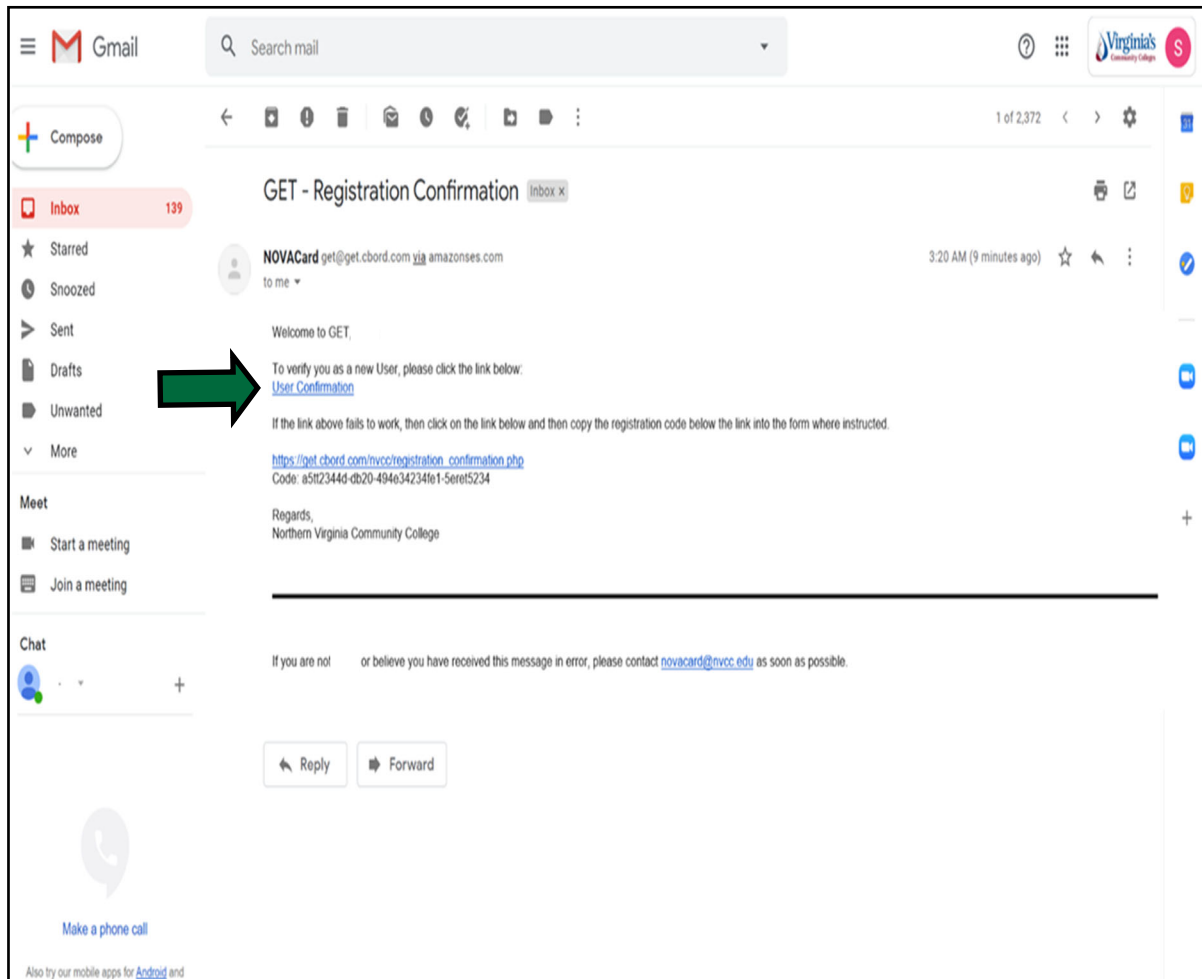 Gmail
Search mail
Virginia's
Community Colleges
S
Compose
1 of 2,372
31
GET - Registration Confirmation Inbox x
Inbox 139
Starred
Snoozed
Sent
Drafts
Unwanted
More
NOVACard get@get.cbord.com via amazonses.com
3:20 AM (9 minutes ago)
to me
Welcome to GET,
To verify you as a new User, please click the link below:
User Confirmation
If the link above fails to work, then click on the link below and then copy the registration code below the link into the form where instructed.
https://get.cbord.com/nvcc/registration_confirmation.php
Code: a5tt2344d-db20-494e34234fe1-5eret5234
Regards,
Northern Virginia Community College
Meet
Start a meeting
Join a meeting
Chat
If you are not or believe you have received this message in error, please contact novacard@nvcc.edu as soon as possible.
Reply
Forward
Make a phone call
Also try our mobile apps for Android and